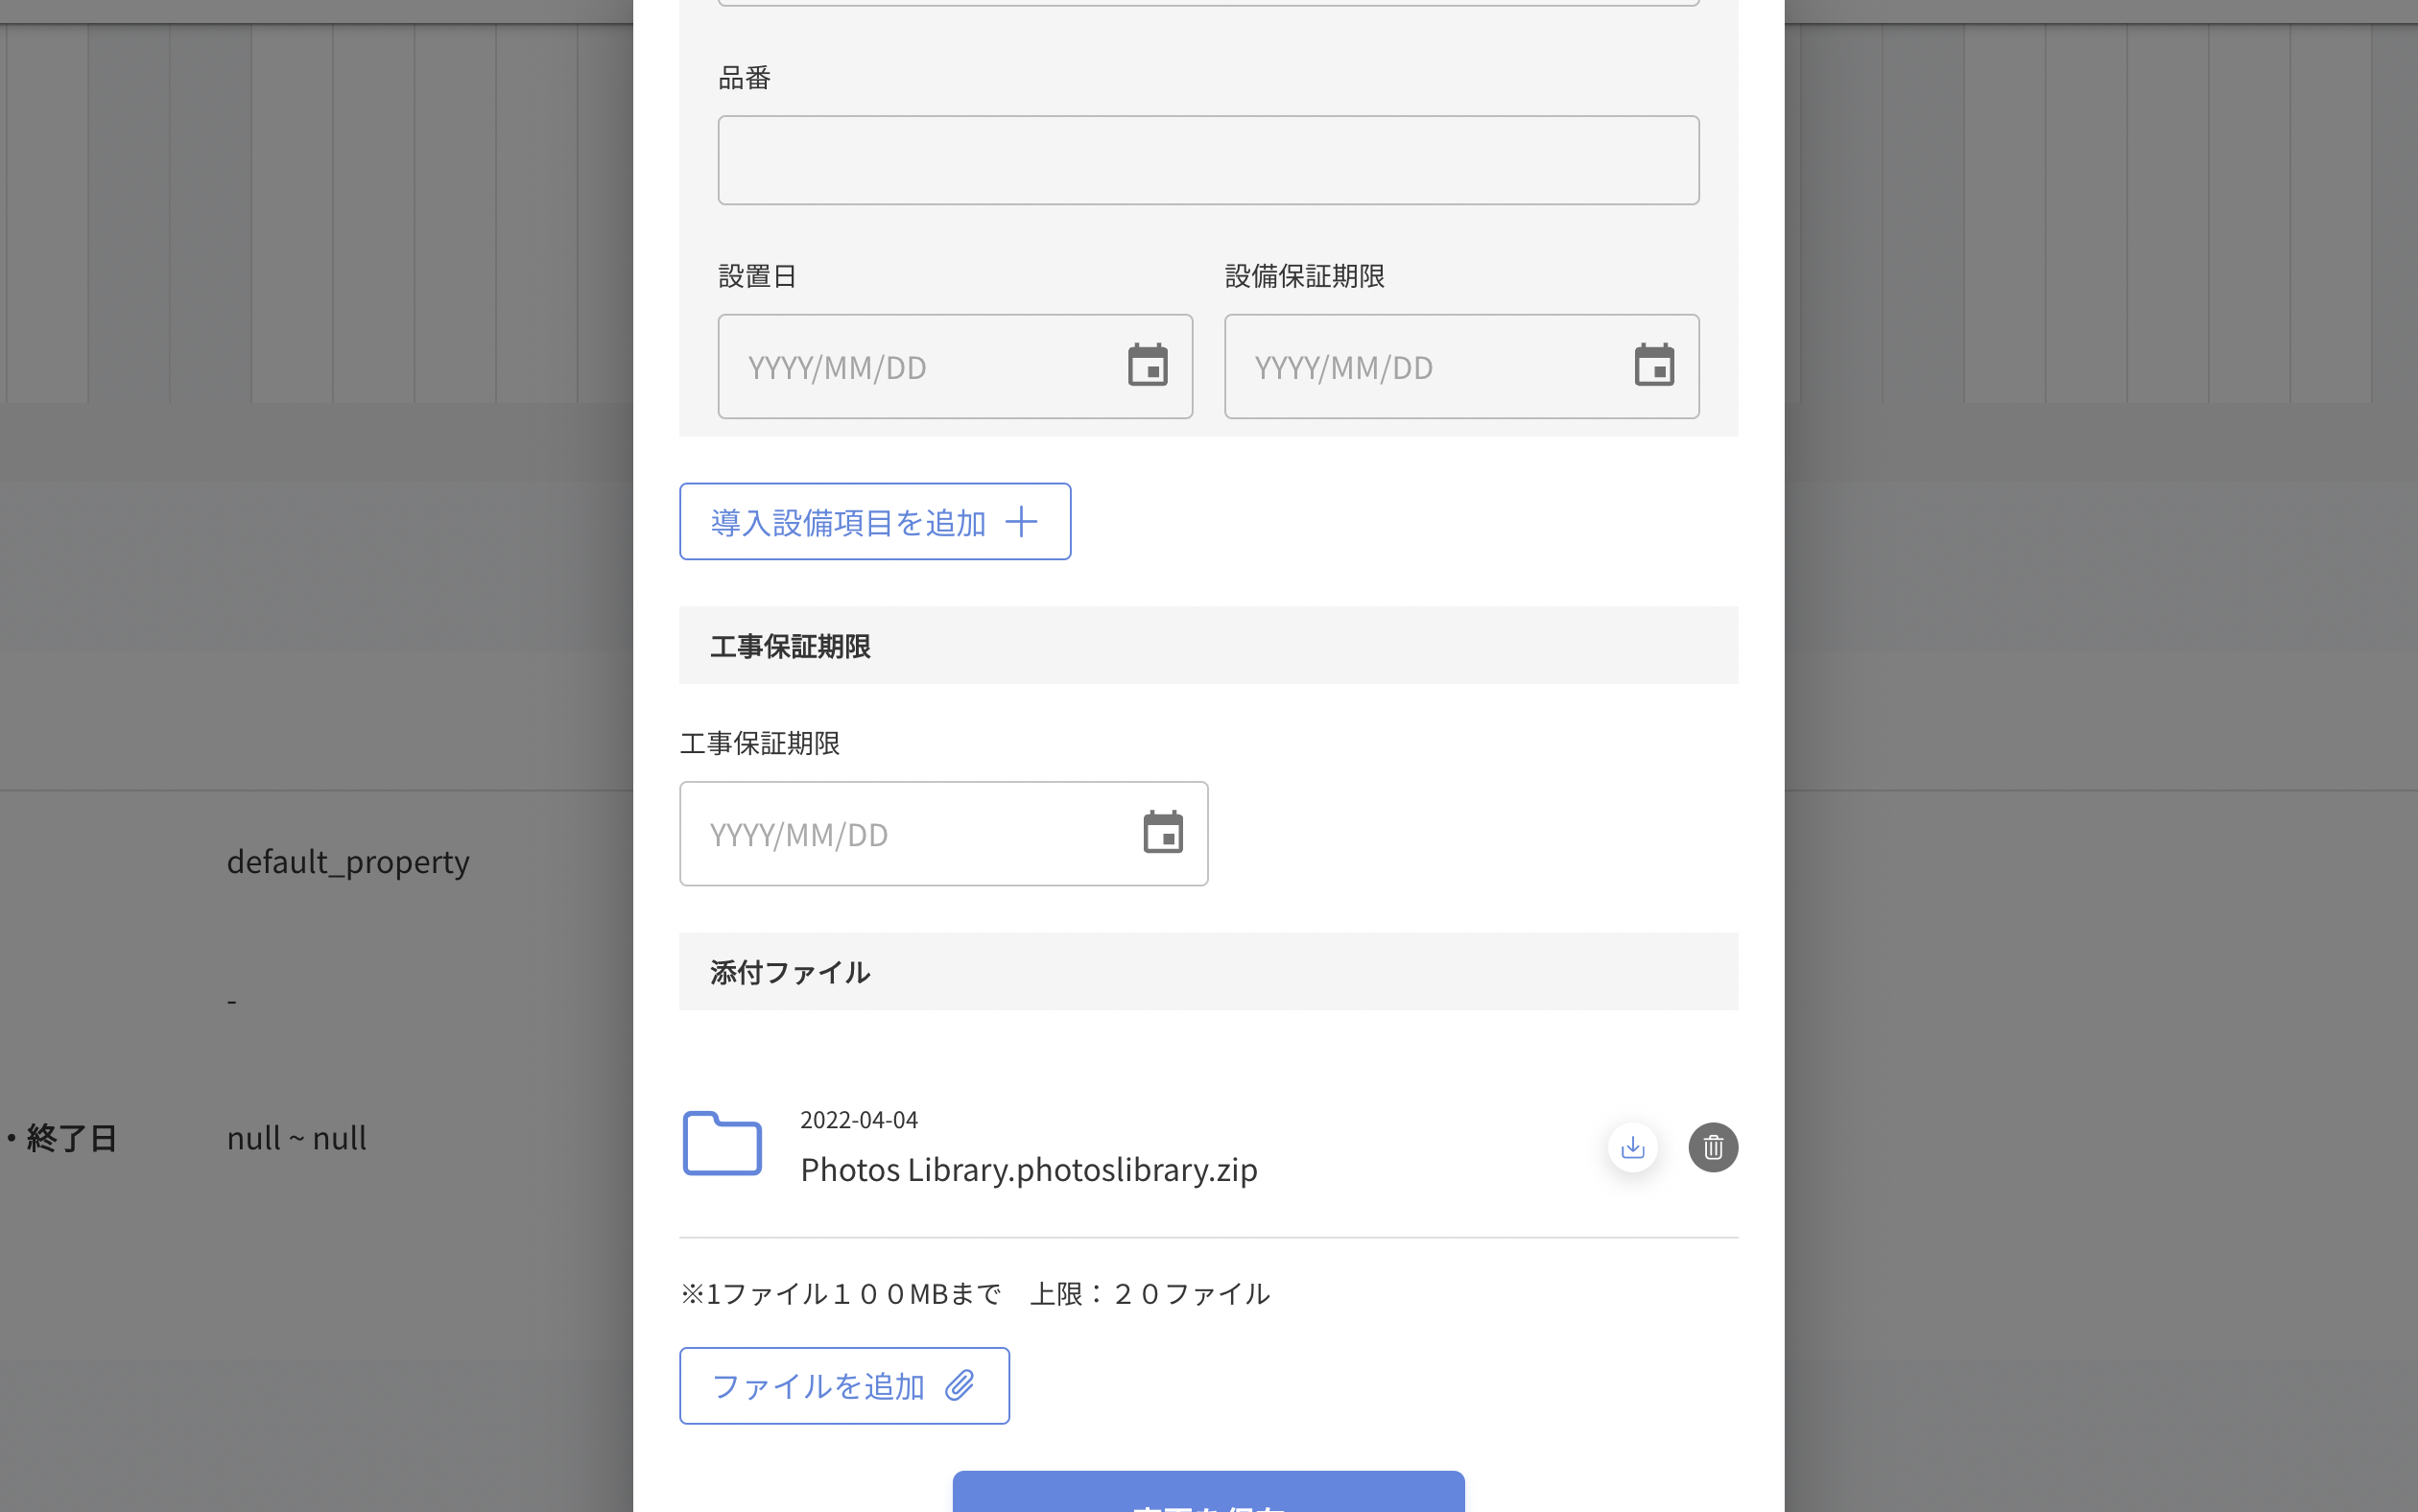 品番
設置日 設備保証期限
YYYY/MM/DD YYYY/MM/DD
導入設備項目を追加
工事保証期限
工事保証期限
YYYY/MM/DD
default_property
添付ファイル
-
2022-04-04
・終了日 null ~ null
Photos Library.photoslibrary.zip
※1ファイル１００MBまで　上限：２０ファイル
ファイルを追加